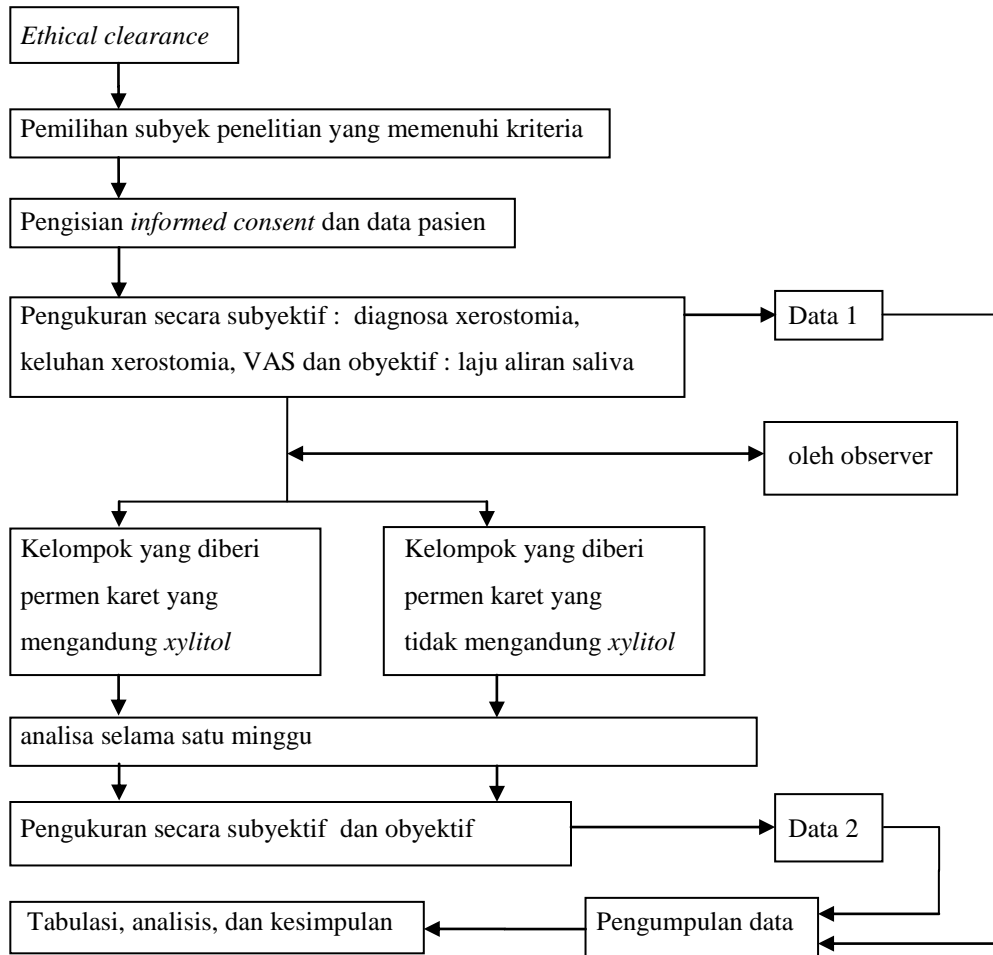 Ethical clearance
Pemilihan subyek penelitian yang memenuhi kriteria
Pengisian informed consent dan data pasien
Pengukuran secara subyektif : diagnosa xerostomia,
keluhan xerostomia, VAS dan obyektif : laju aliran saliva
Data 1
oleh observer
Kelompok yang diberi
permen karet yang
mengandung xylitol
Kelompok yang diberi
permen karet yang
tidak mengandung xylitol
analisa selama satu minggu
Pengukuran secara subyektif dan obyektif
Data 2
Pengumpulan data
Tabulasi, analisis, dan kesimpulan